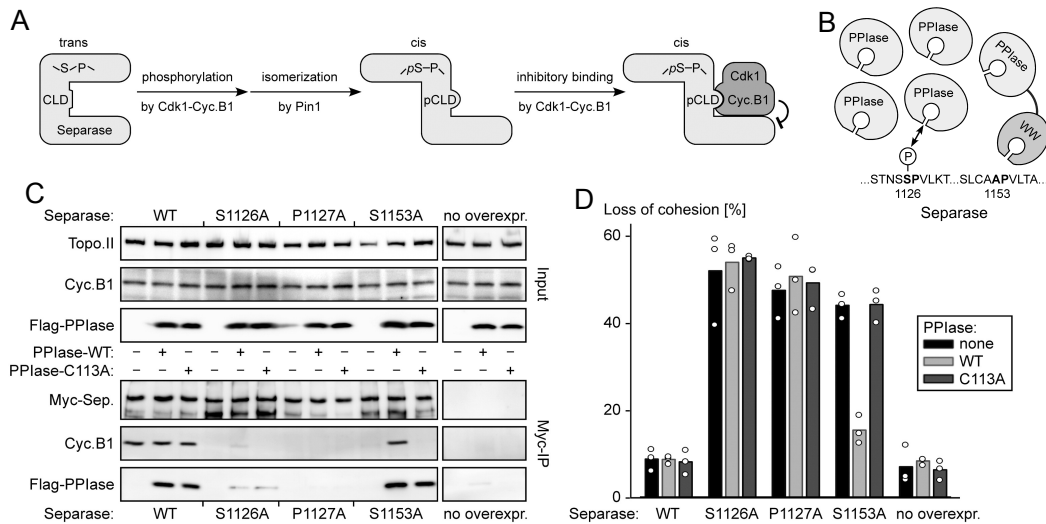 A
trans
S P
CLD
Separase
phosphorylation
by Cdk1-Cyc.B1
isomerization
by Pin1
cis
pS P
pCLD
inhibitory binding
by Cdk1-Cyc.B1
cis
pS P
pCLD
Cdk1
Cyc.B1
B
PPIase
PPIase
PPIase
PPIase
PPIase
WW
P
...STNSSPVLKT...SLCAAPVLTA...
1126 1153
Separase
C
Separase: WT S1126A P1127A S1153A no overexpr.
Topo.II
Cyc.B1
Flag-PPIase
Input
PPIase-WT: – + – – + – – + – – + – – + –
PPIase-C113A: – – + – – + – – + – – + – – +
Myc-Sep.
Cyc.B1
Flag-PPIase
Myc-IP
Separase: WT S1126A P1127A S1153A no overexpr.
D
Loss of cohesion [%]
60
40
20
10
0
PPIase:
none
WT
C113A
Separase: WT S1126A P1127A S1153A no overexpr.